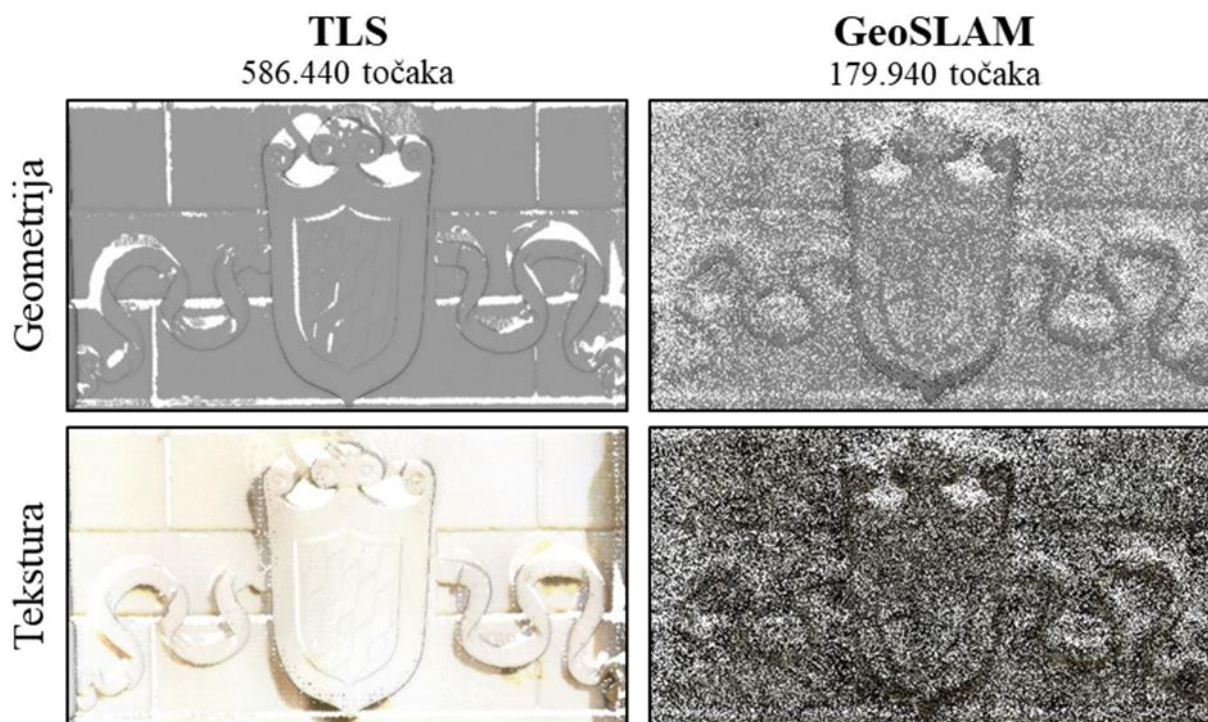 TLS
586.440 točaka
GeoSLAM
179.940 točaka
Geometrija
Tekstura